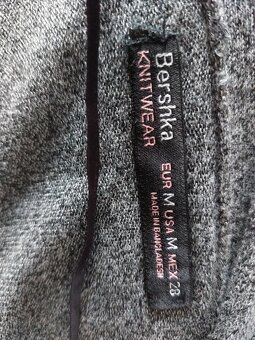 Bershka
KNITWEAR
EUR M USA M MEX 28
MADE IN BANGLADESH